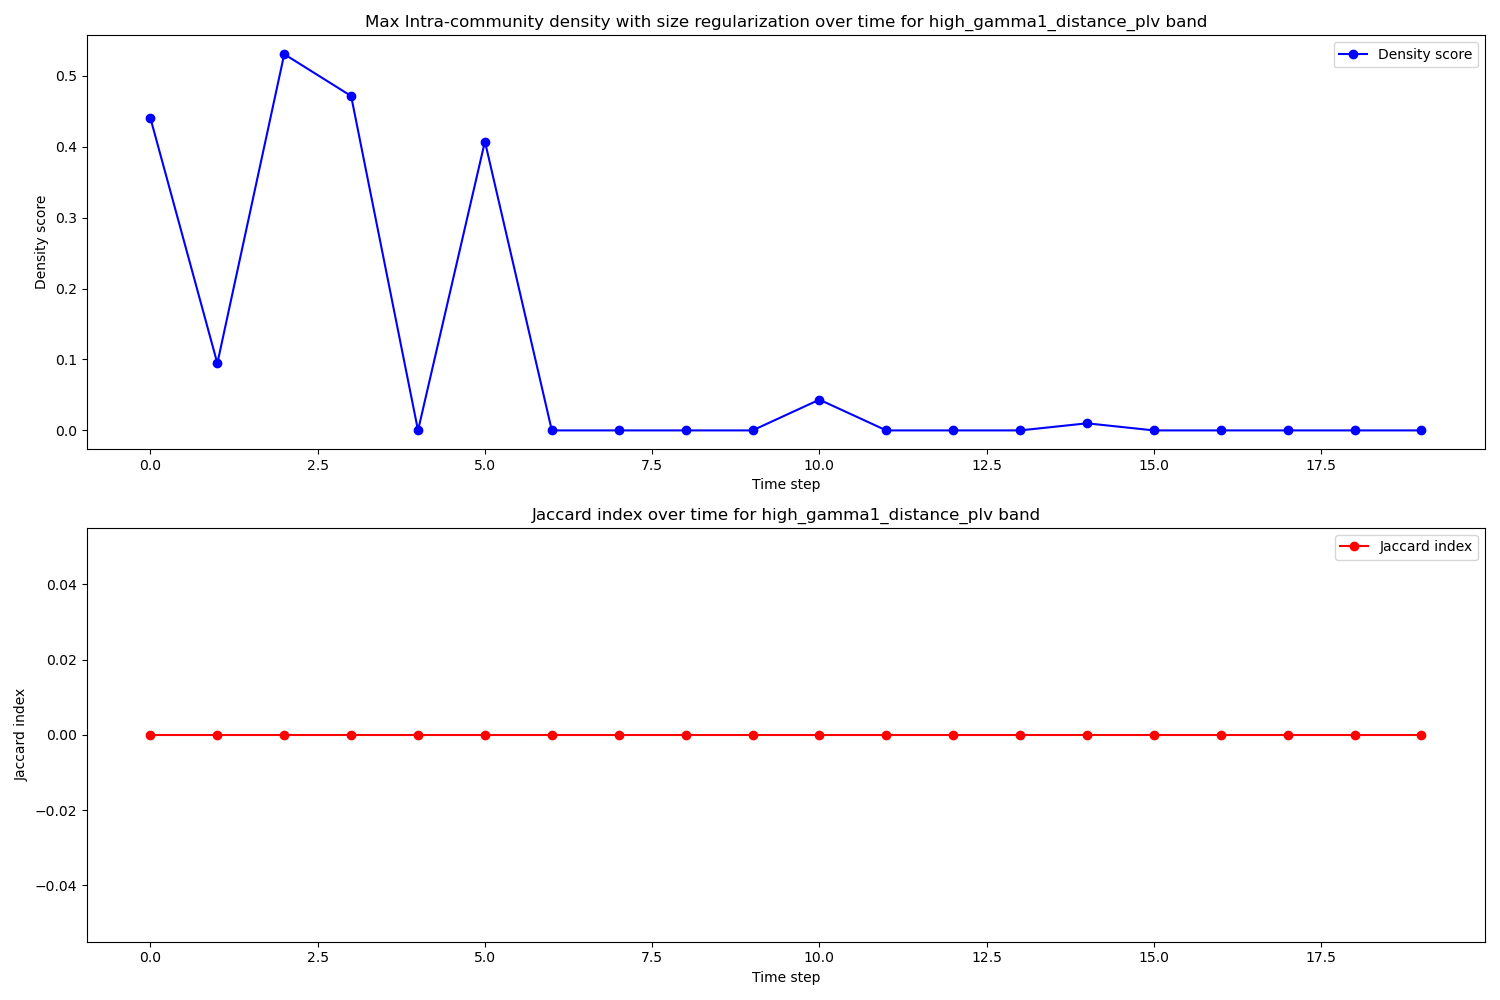 Max Intra-community density with size regularization over time for high_gamma1_distance_plv band
Density score
0.5
0.4
0.3
0.2
0.1
0.0
Density score
0.0 2.5 5.0 7.5 10.0 12.5 15.0 17.5
Time step
Jaccard index over time for high_gamma1_distance_plv band
Jaccard index
0.04
0.02
0.00
−0.02
−0.04
Jaccard index
0.0 2.5 5.0 7.5 10.0 12.5 15.0 17.5
Time step